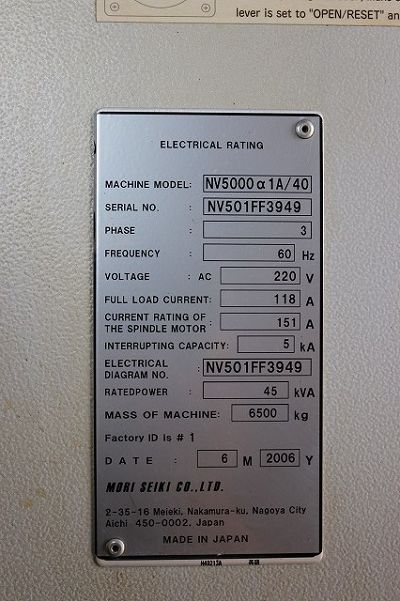 lever is set to "OPEN/RESET" an
ELECTRICAL RATING
MACHINE MODEL: NV5000α1A/40
SERIAL NO. : NV501FF3949
PHASE : 3
FREQUENCY : 60 Hz
VOLTAGE : AC 220 V
FULL LOAD CURRENT: 118 A
CURRENT RATING OF
THE SPINDLE MOTOR : 151 A
INTERRUPTING CAPACITY: 5 kA
ELECTRICAL
DIAGRAM NO. : NV501FF3949
RATEDPOWER : 45 kVA
MASS OF MACHINE: 6500 kg
Factory ID is # 1
DATE : 6 M 2006 Y
MORI SEIKI CO.,LTD.
2-35-16 Meieki, Nakamura-ku, Nagoya City
Aichi 450-0002, Japan
MADE IN JAPAN